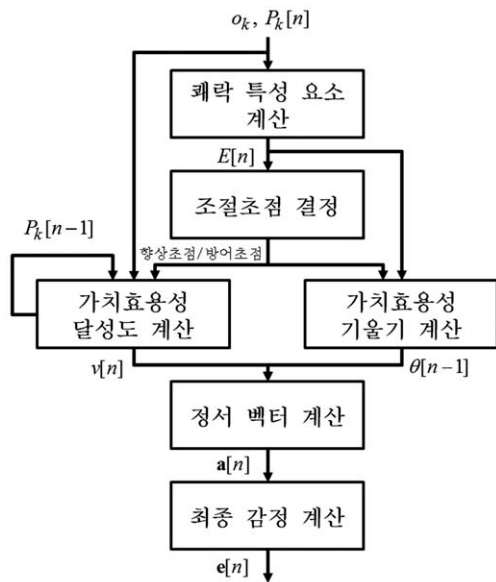 o_k, P_k[n]
쾌락 특성 요소
계산
E[n]
조절초점 결정
P_k[n−1]
향상초점/방어초점
가치효용성
달성도 계산
가치효용성
기울기 계산
v[n]
θ[n−1]
정서 벡터 계산
a[n]
최종 감정 계산
e[n]